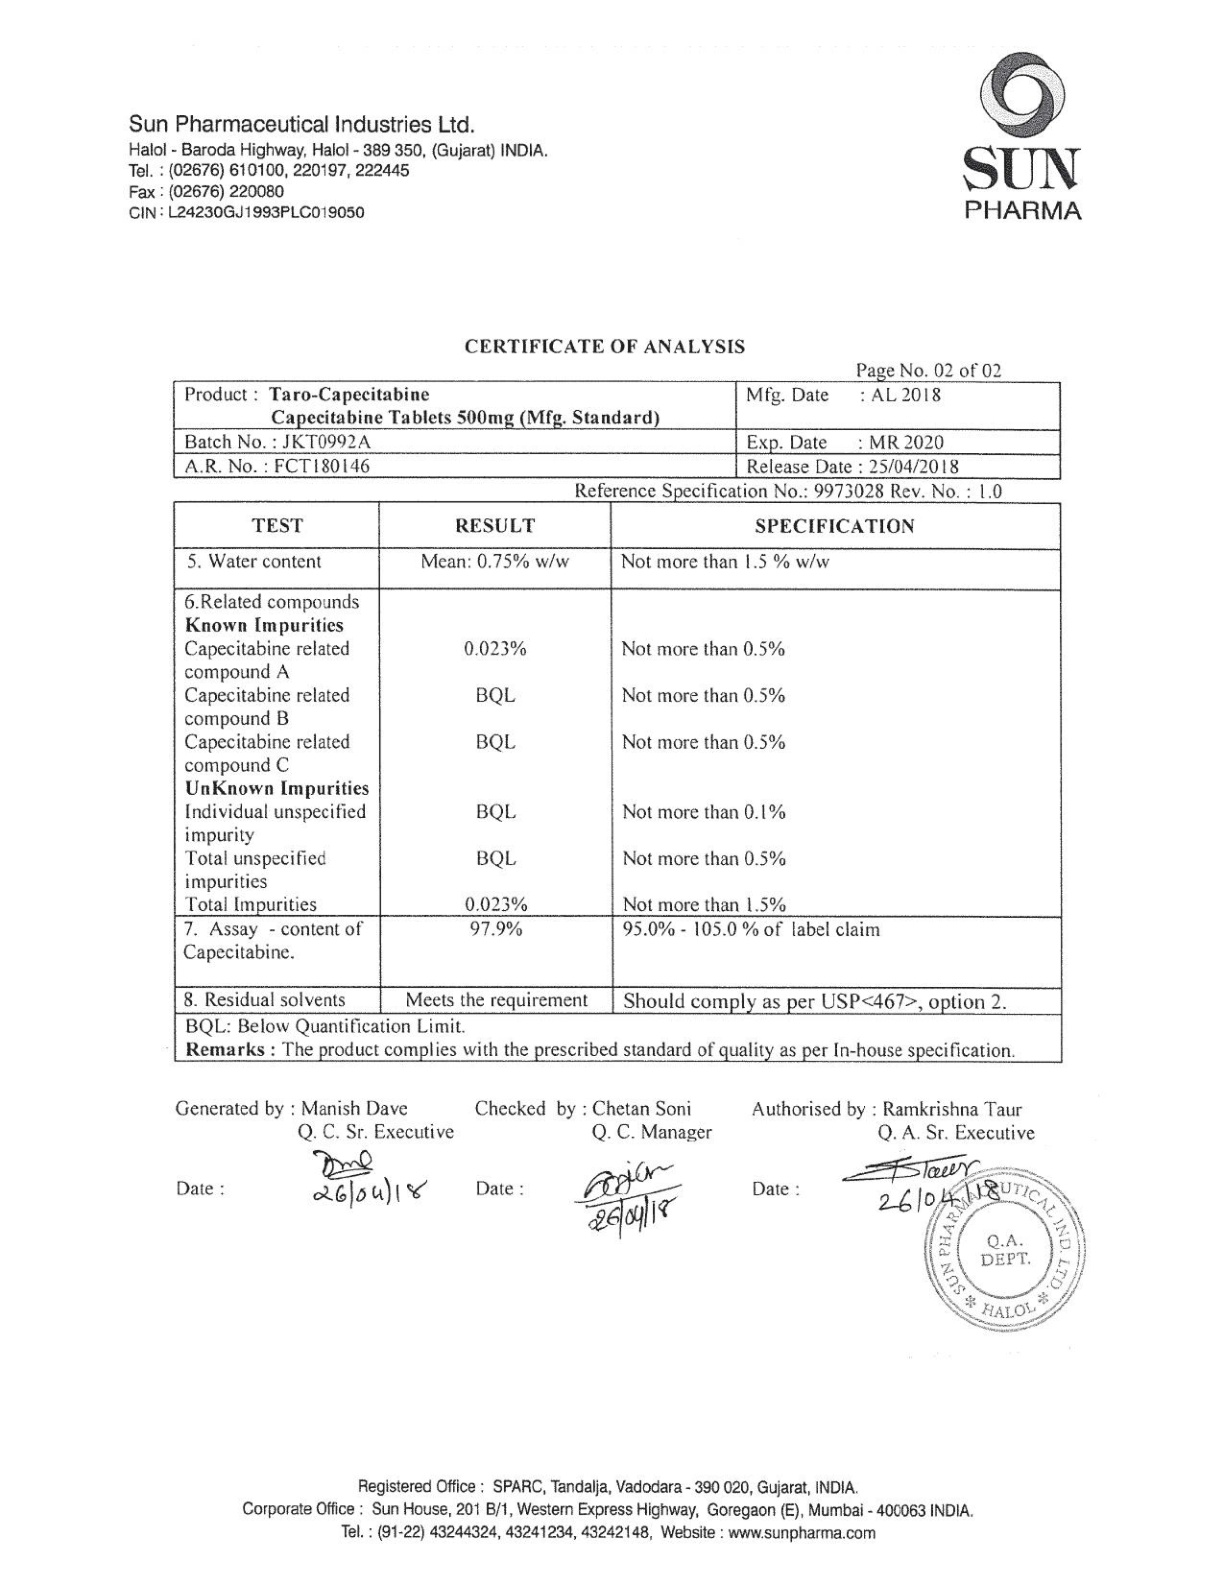 Sun Pharmaceutical Industries Ltd.
Halol - Baroda Highway, Halol - 389 350, (Gujarat) INDIA.
Tel. : (02676) 610100, 220197, 222445
Fax : (02676) 220080
CIN : L24230GJ1993PLC019050
SUN
PHARMA
CERTIFICATE OF ANALYSIS
Page No. 02 of 02
Product : Taro-Capecitabine
Capecitabine Tablets 500mg (Mfg. Standard)
Mfg. Date : AL 2018
Batch No. : JKT0992A
Exp. Date : MR 2020
A.R. No. : FCT180146
Release Date : 25/04/2018
Reference Specification No.: 9973028 Rev. No. : 1.0
TEST RESULT SPECIFICATION
5. Water content Mean: 0.75% w/w Not more than 1.5 % w/w
6.Related compounds
Known Impurities
Capecitabine related 0.023% Not more than 0.5%
compound A
Capecitabine related BQL Not more than 0.5%
compound B
Capecitabine related BQL Not more than 0.5%
compound C
UnKnown Impurities
Individual unspecified BQL Not more than 0.1%
impurity
Total unspecified BQL Not more than 0.5%
impurities
Total Impurities 0.023% Not more than 1.5%
7. Assay - content of 97.9% 95.0% - 105.0 % of label claim
Capecitabine.
8. Residual solvents Meets the requirement Should comply as per USP<467>, option 2.
BQL: Below Quantification Limit.
Remarks : The product complies with the prescribed standard of quality as per In-house specification.
Generated by : Manish Dave Checked by : Chetan Soni Authorised by : Ramkrishna Taur
Q. C. Sr. Executive Q. C. Manager Q. A. Sr. Executive
Date : 26/04/18 Date : 26/04/18 Date : 26/04/18
SUN PHARMACEUTICAL IND. LTD.
Q.A.
DEPT.
* HALOL *
Registered Office : SPARC, Tandalja, Vadodara - 390 020, Gujarat, INDIA.
Corporate Office : Sun House, 201 B/1, Western Express Highway, Goregaon (E), Mumbai - 400063 INDIA.
Tel. : (91-22) 43244324, 43241234, 43242148, Website : www.sunpharma.com